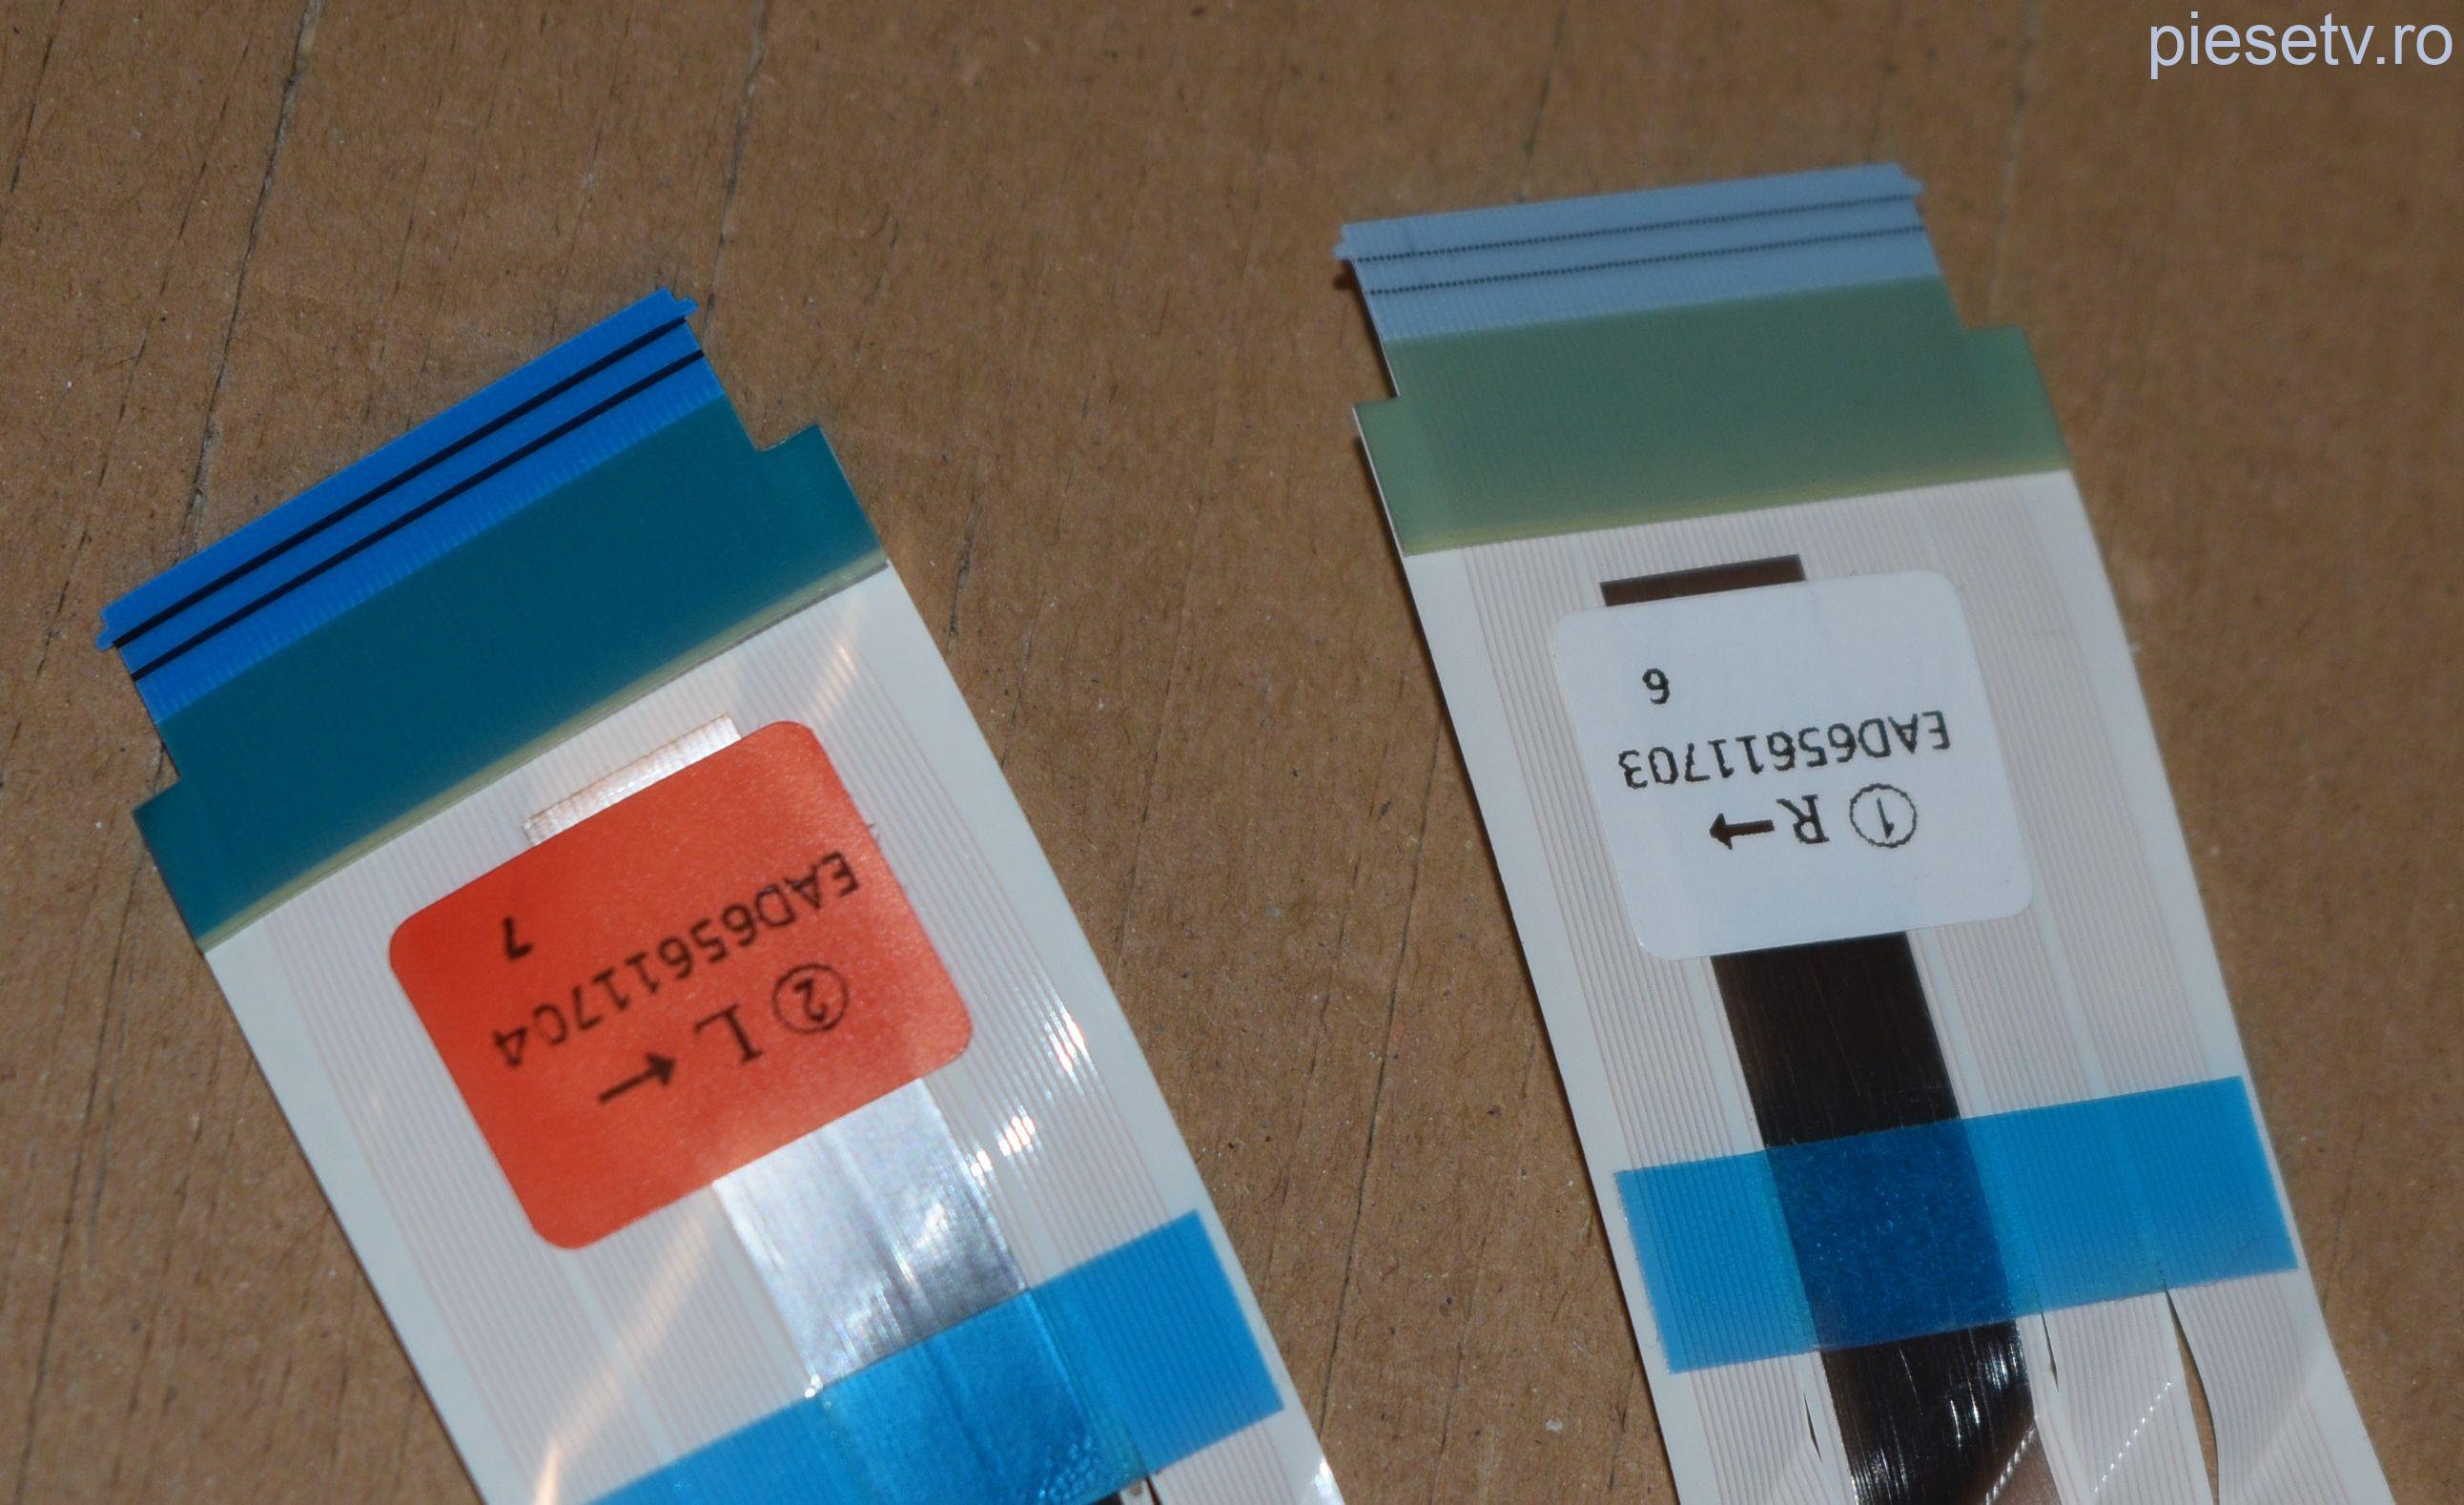 piesetv.ro
② L ←
EAD65611704
7
① R →
EAD65611703
6